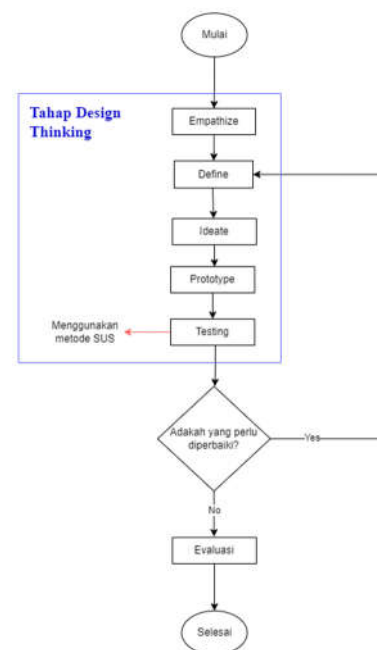 Mulai
Tahap Design
Thinking
Empathize
Define
Ideate
Prototype
Menggunakan
metode SUS
Testing
Adakah yang perlu
diperbaiki?
Yes
No
Evaluasi
Selesai